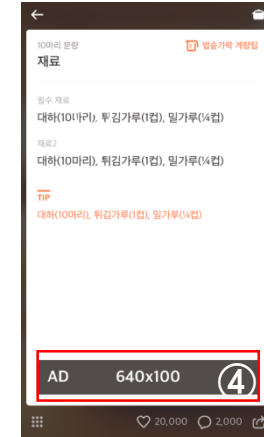 10마리 분량
밥숟가락 계량팁
재료
필수 재료
대하(10마리), 튀김가루(1컵), 밀가루(¼컵)
재료2
대하(10마리), 튀김가루(1컵), 밀가루(¼컵)
TIP
대하(10마리), 튀김가루(1컵), 밀가루(¼컵)
AD 640x100 ④
20,000 2,000